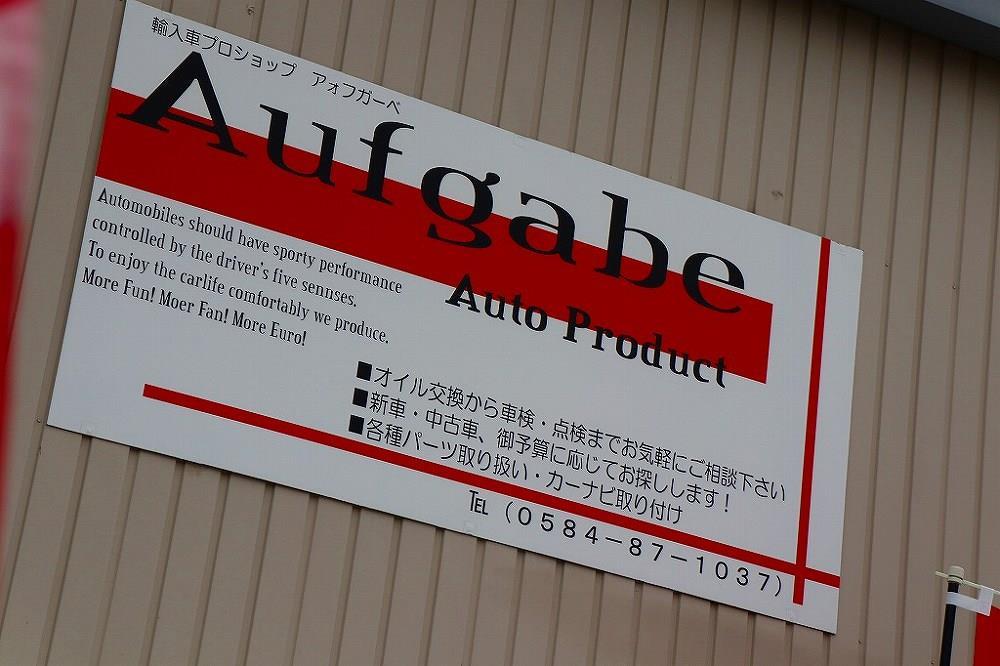 輸入車プロショップ アォフガーベ
Aufgabe
Auto Product
Automobiles should have sporty performance
controlled by the driver's five sennses.
To enjoy the carlife comfortably we produce.
More Fun! Moer Fan! More Euro!
■オイル交換から車検・点検までお気軽にご相談下さい
■新車・中古車、御予算に応じてお探しします!
■各種パーツ取り扱い・カーナビ取り付け
TEL (0584-87-1037)